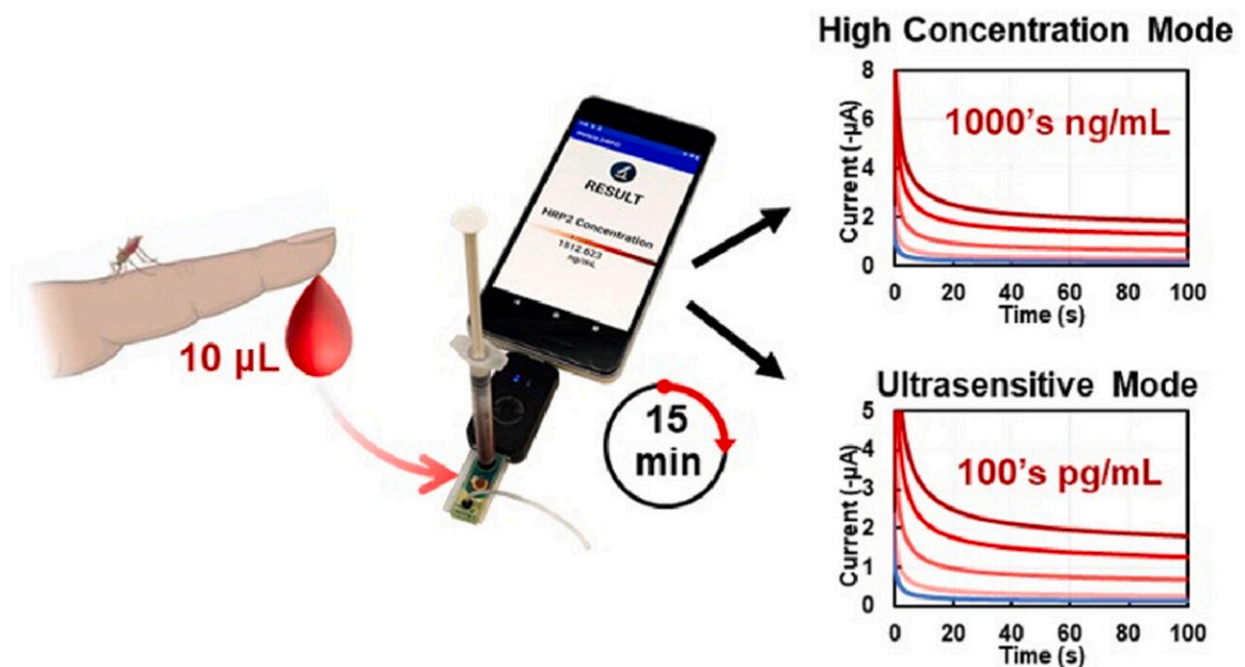 10 µL
RESULT
HRP2 Concentration
1512.623
ng/mL
15
min
High Concentration Mode
Current (-µA)
8
6
4
2
0
1000's ng/mL
0 20 40 60 80 100
Time (s)
Ultrasensitive Mode
Current (-µA)
5
4
3
2
1
0
100's pg/mL
0 20 40 60 80 100
Time (s)